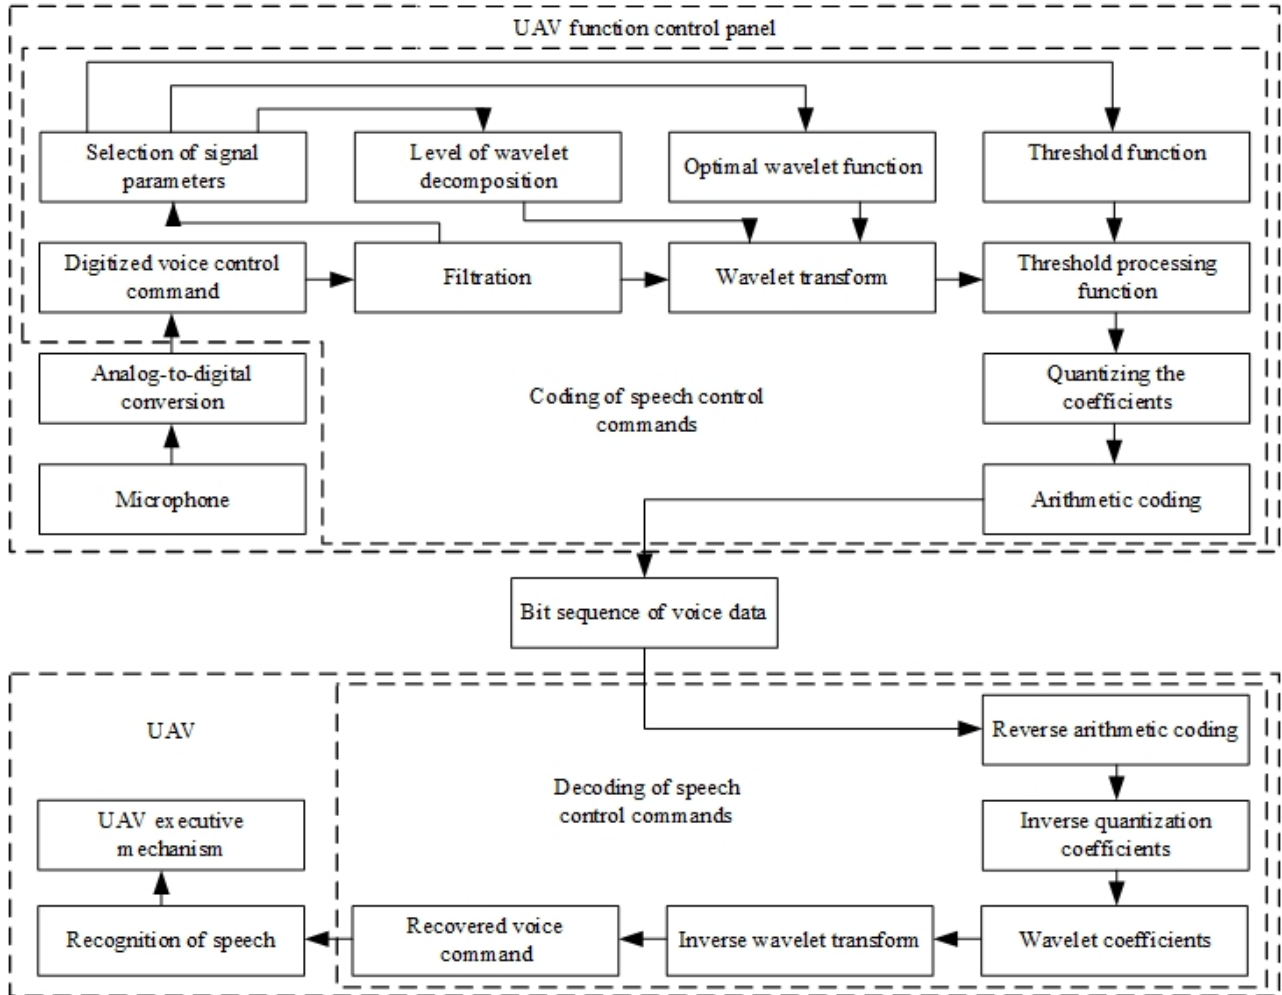 UAV function control panel
Selection of signal
parameters
Level of wavelet
decomposition
Optimal wavelet function
Threshold function
Digitized voice control
command
Filtration
Wavelet transform
Threshold processing
function
Analog-to-digital
conversion
Coding of speech control
commands
Quantizing the
coefficients
Microphone
Arithmetic coding
Bit sequence of voice data
UAV
Reverse arithmetic coding
Decoding of speech
control commands
UAV executive
mechanism
Inverse quantization
coefficients
Recognition of speech
Recovered voice
command
Inverse wavelet transform
Wavelet coefficients